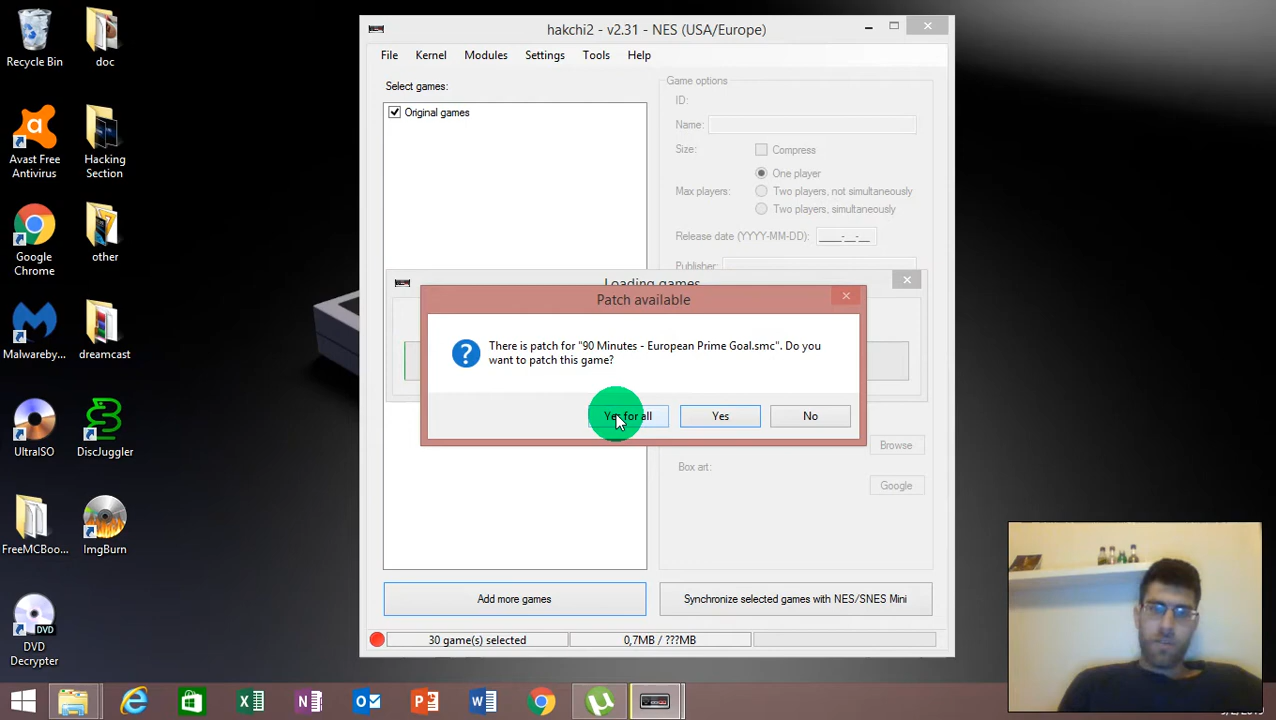 Recycle Bin
doc
Avast Free
Antivirus
Hacking
Section
Google
Chrome
other
Malwareby...
dreamcast
UltraISO
DiscJuggler
FreeMCBoo...
ImgBurn
DVD
DVD
Decrypter
hakchi2 - v2.31 - NES (USA/Europe)
File Kernel Modules Settings Tools Help
Select games:
Original games
Game options
ID:
Name:
Size:
Compress
One player
Max players:
Two players, not simultaneously
Two players, simultaneously
Release date (YYYY-MM-DD):
Publisher:
Loading games
Patch available
There is patch for "90 Minutes - European Prime Goal.smc". Do you
want to patch this game?
Yes for all
Yes
No
Browse
Box art:
Google
Add more games
Synchronize selected games with NES/SNES Mini
30 game(s) selected
0,7MB / ???MB